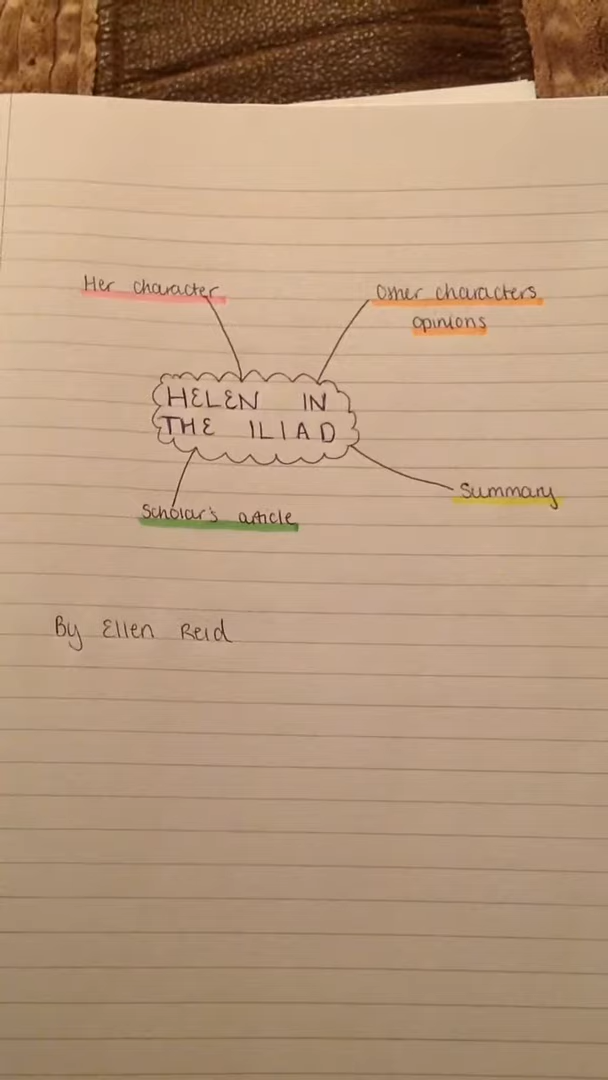 Her character
Other characters
opinions
HELEN IN
THE ILIAD
Summary
Scholar's article
By Ellen Reid